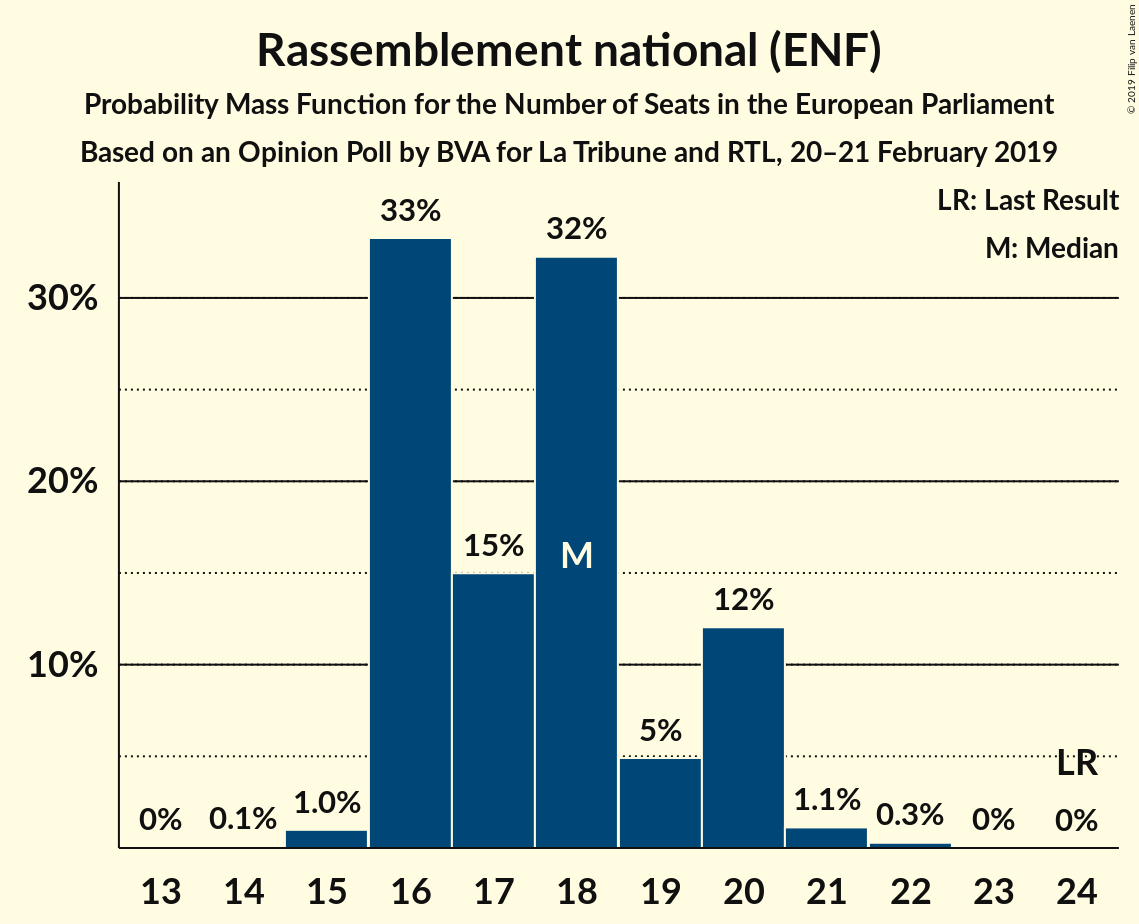 Rassemblement national (ENF)
Probability Mass Function for the Number of Seats in the European Parliament
Based on an Opinion Poll by BVA for La Tribune and RTL, 20–21 February 2019
© 2019 Filip van Laenen
LR: Last Result
M: Median
33%
32%
30%
20%
15%
M
12%
10%
5%
LR
0%
0.1%
1.0%
1.1%
0.3%
0%
0%
13 14 15 16 17 18 19 20 21 22 23 24